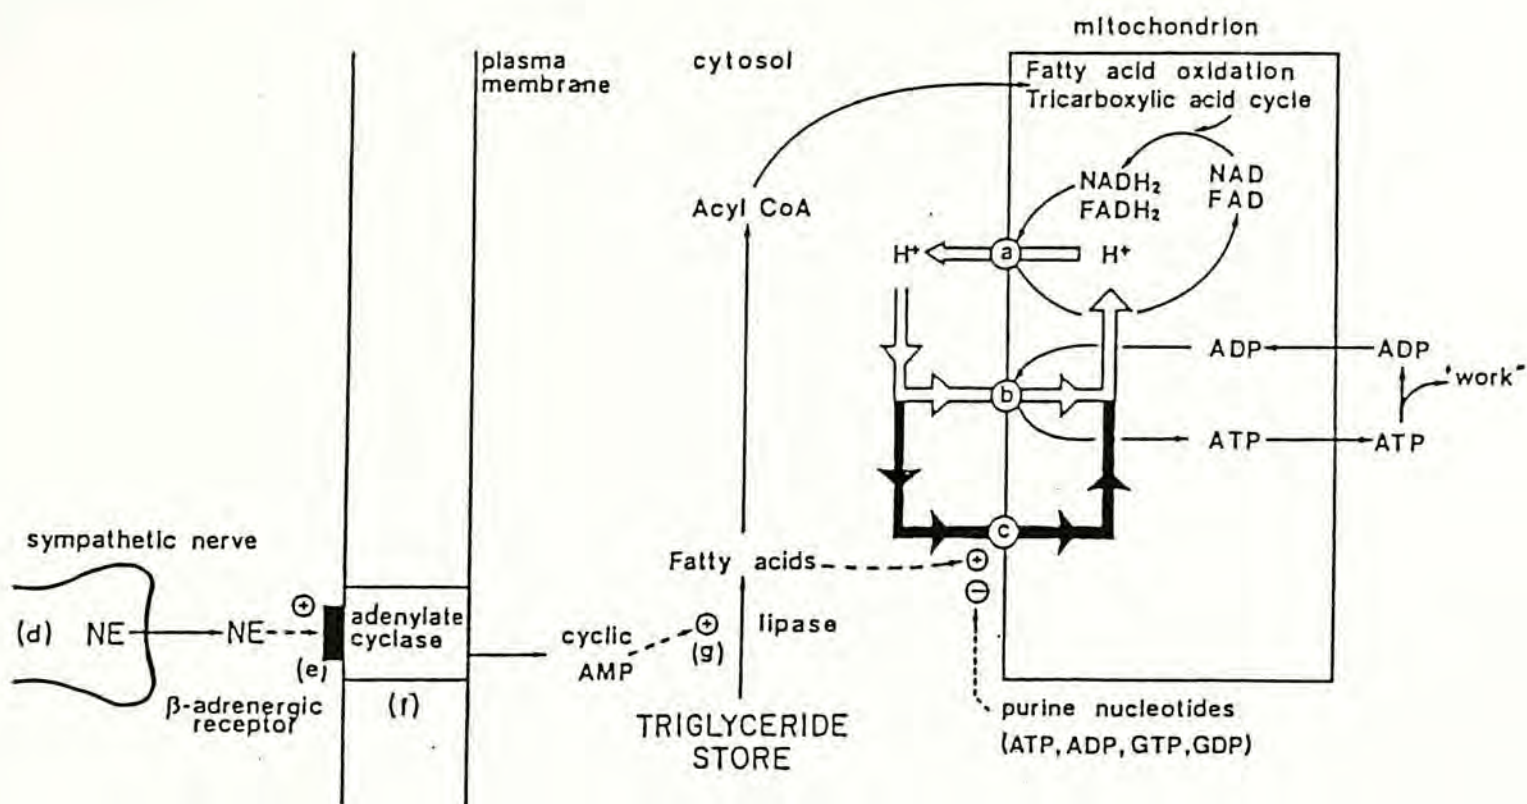 mitochondrion
plasma
membrane
cytosol
Fatty acid oxidation
Tricarboxylic acid cycle
NADH₂
FADH₂
NAD
FAD
Acyl CoA
H⁺
a
H⁺
ADP
ADP
"work"
b
ATP
ATP
c
sympathetic nerve
Fatty acids
+
−
(d)
NE
NE
+
(e)
β-adrenergic
receptor
adenylate
cyclase
(f)
cyclic
AMP
+
(g)
lipase
TRIGLYCERIDE
STORE
purine nucleotides
(ATP, ADP, GTP, GDP)